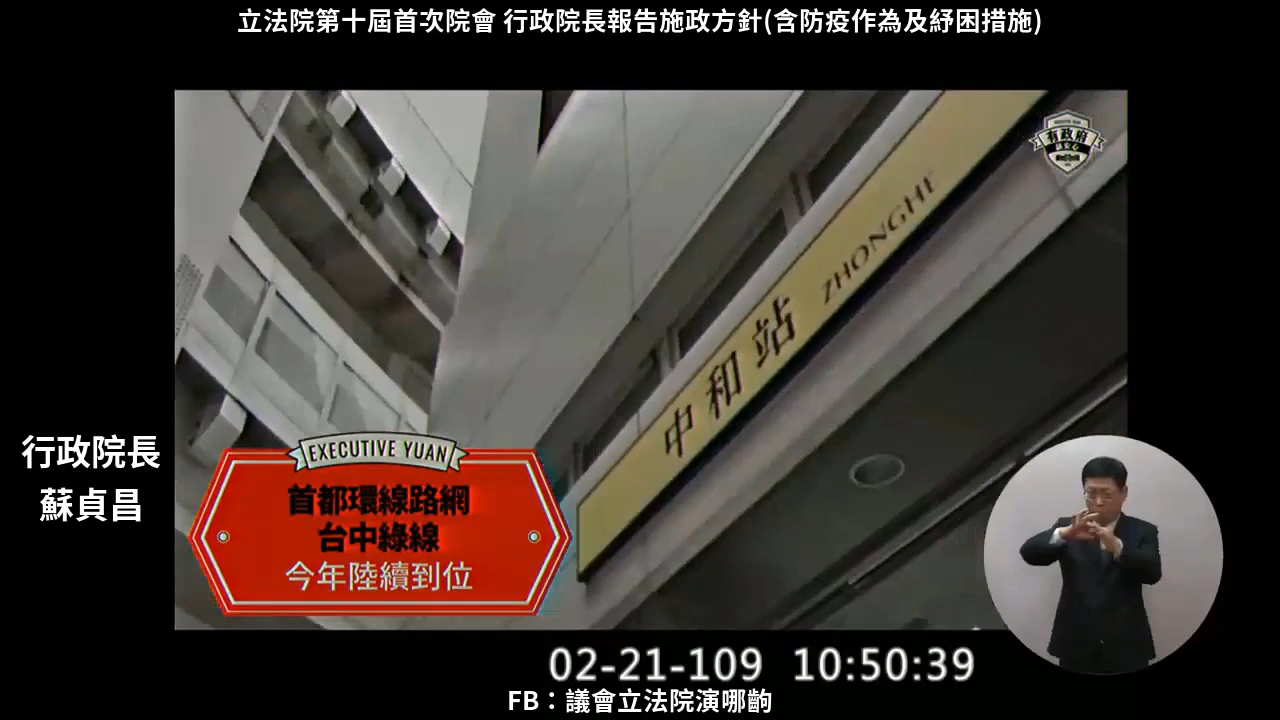 立法院第十屆首次院會 行政院長報告施政方針(含防疫作為及紓困措施)
有政府
中和站 ZHONGHE
行政院長
蘇貞昌
EXECUTIVE YUAN
首都環線路網
台中綠線
今年陸續到位
02-21-109 10:50:39
FB：議會立法院演哪齣